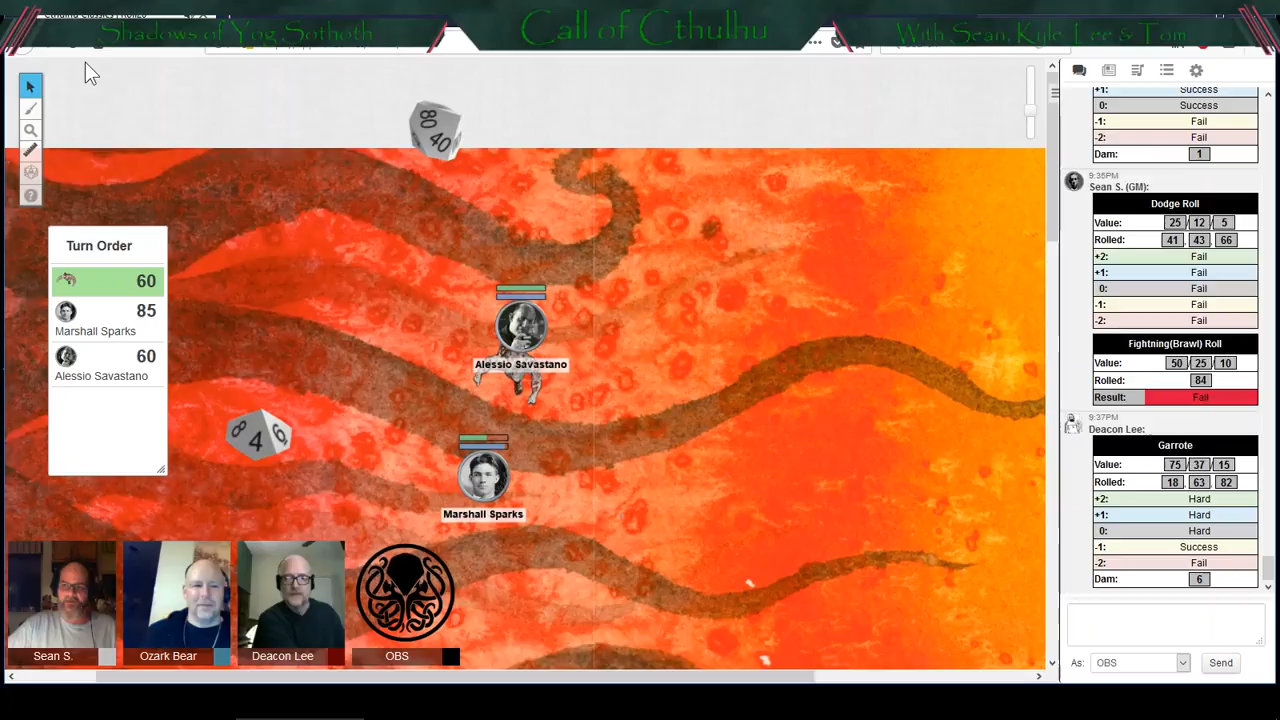 Shadows of Yog Sothoth
Call of Cthulhu
With Sean, Kyle, Lee & Tom
80
40
Turn Order
60
85
Marshall Sparks
60
Alessio Savastano
8 4 6
Alessio Savastano
Marshall Sparks
Sean S.
Ozark Bear
Deacon Lee
OBS
+1: Success
0: Success
-1: Fail
-2: Fail
Dam: 1
9:35PM
Sean S. (GM):
Dodge Roll
Value: 25 12 5
Rolled: 41 43 66
+2: Fail
+1: Fail
0: Fail
-1: Fail
-2: Fail
Fightning(Brawl) Roll
Value: 50 25 10
Rolled: 84
Result: Fail
9:37PM
Deacon Lee:
Garrote
Value: 75 37 15
Rolled: 18 63 82
+2: Hard
+1: Hard
0: Hard
-1: Success
-2: Fail
Dam: 6
As: OBS
Send